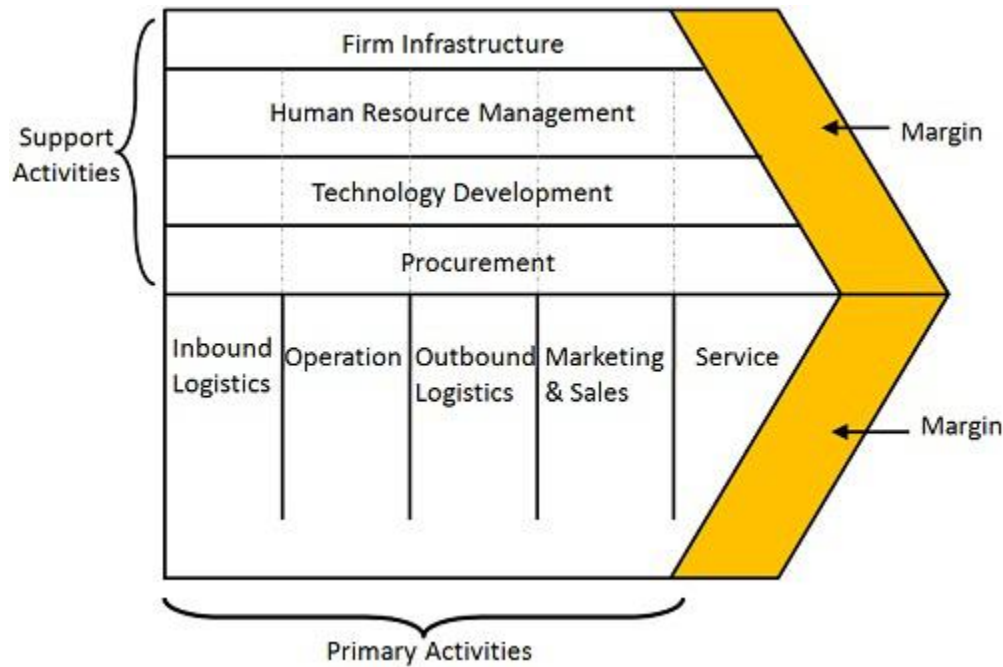 Firm Infrastructure
Human Resource Management
Support
Activities
Margin
Technology Development
Procurement
Inbound
Logistics
Operation
Outbound
Logistics
Marketing
& Sales
Service
Margin
Primary Activities